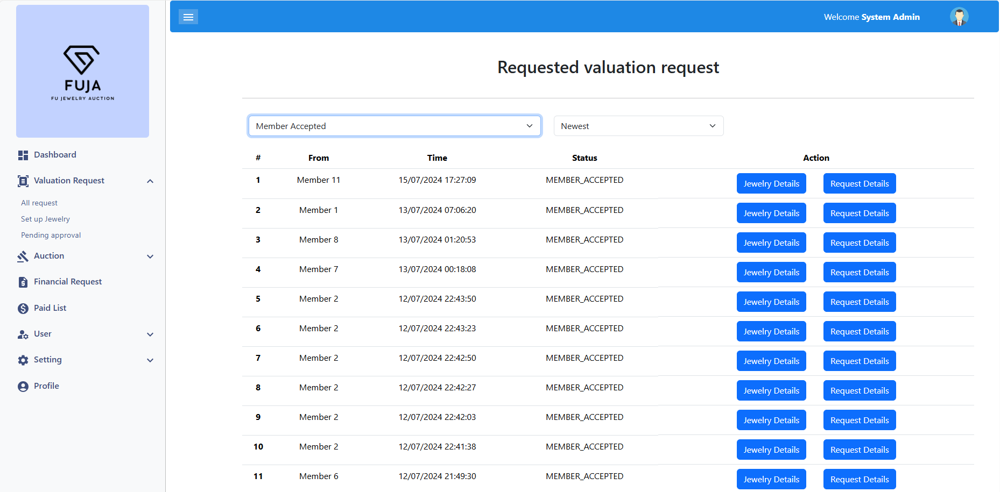 FUJA
FU JEWELRY AUCTION
Dashboard
Valuation Request
All request
Set up Jewelry
Pending approval
Auction
Financial Request
Paid List
User
Setting
Profile
Welcome System Admin
Requested valuation request
Member Accepted Newest
# From Time Status Action
1 Member 11 15/07/2024 17:27:09 MEMBER_ACCEPTED Jewelry Details Request Details
2 Member 1 13/07/2024 07:06:20 MEMBER_ACCEPTED Jewelry Details Request Details
3 Member 8 13/07/2024 01:20:53 MEMBER_ACCEPTED Jewelry Details Request Details
4 Member 7 13/07/2024 00:18:08 MEMBER_ACCEPTED Jewelry Details Request Details
5 Member 2 12/07/2024 22:43:50 MEMBER_ACCEPTED Jewelry Details Request Details
6 Member 2 12/07/2024 22:43:23 MEMBER_ACCEPTED Jewelry Details Request Details
7 Member 2 12/07/2024 22:42:50 MEMBER_ACCEPTED Jewelry Details Request Details
8 Member 2 12/07/2024 22:42:27 MEMBER_ACCEPTED Jewelry Details Request Details
9 Member 2 12/07/2024 22:42:03 MEMBER_ACCEPTED Jewelry Details Request Details
10 Member 2 12/07/2024 22:41:38 MEMBER_ACCEPTED Jewelry Details Request Details
11 Member 6 12/07/2024 21:49:30 MEMBER_ACCEPTED Jewelry Details Request Details